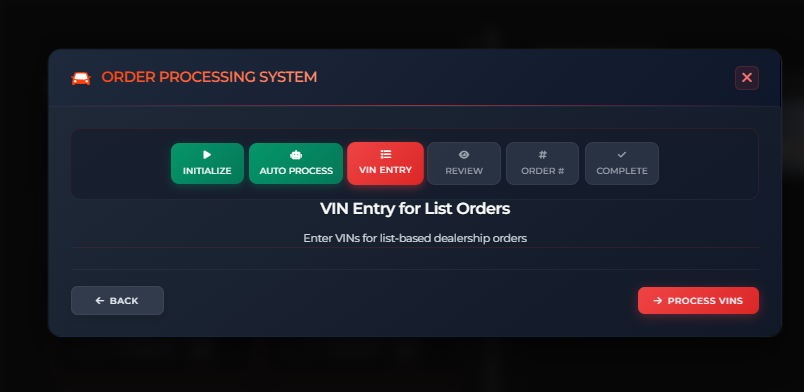 ORDER PROCESSING SYSTEM
INITIALIZE
AUTO PROCESS
VIN ENTRY
REVIEW
ORDER #
COMPLETE
VIN Entry for List Orders
Enter VINs for list-based dealership orders
BACK
PROCESS VINS